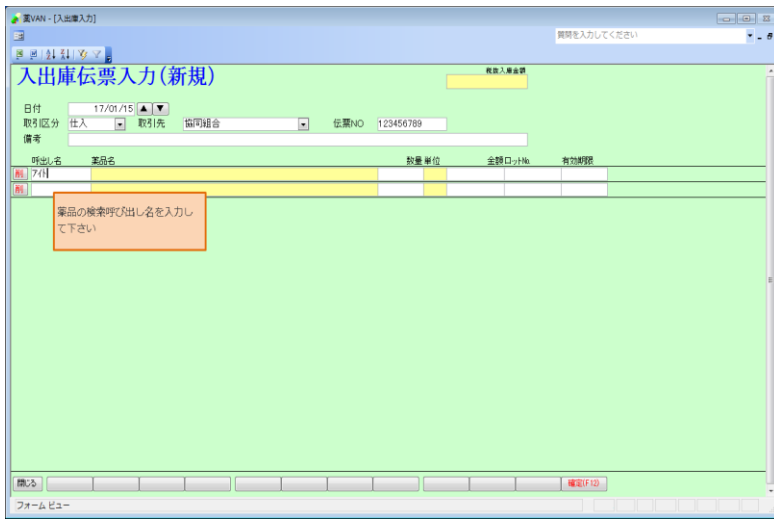 薬VAN - [入出庫入力]
質問を入力してください
入出庫伝票入力(新規)
税抜入庫金額
日付 17/01/15 ▲ ▼
取引区分 仕入 取引先 協同組合 伝票NO 123456789
備考
呼出し名 薬品名 数量 単位 金額 ロットNo. 有効期限
削. ｱｲﾄ
削.
薬品の検索呼び出し名を入力し
て下さい
閉じる 確定(F12)
フォーム ビュー